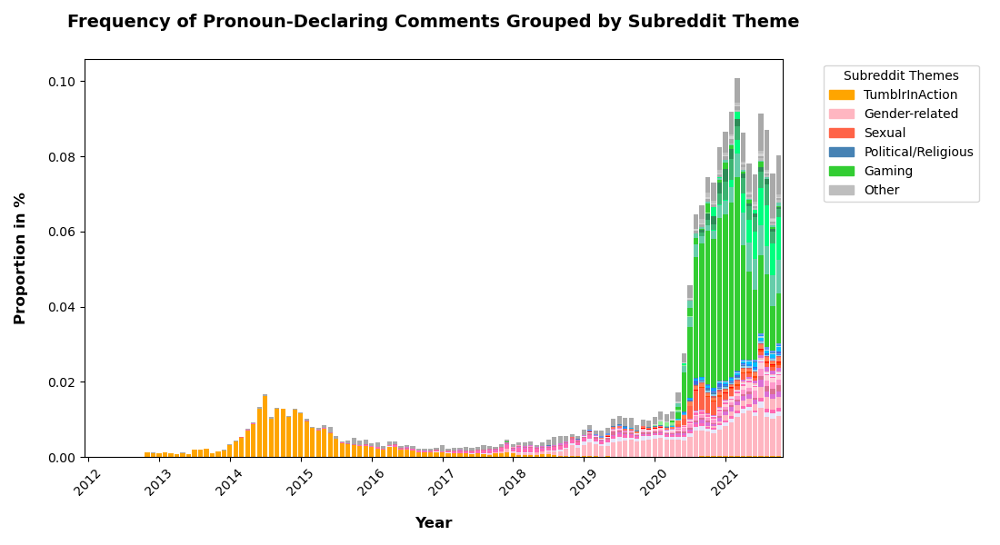 Frequency of Pronoun-Declaring Comments Grouped by Subreddit Theme
Proportion in %
0.10
0.08
0.06
0.04
0.02
0.00
2012
2013
2014
2015
2016
2017
2018
2019
2020
2021
Year
Subreddit Themes
TumblrInAction
Gender-related
Sexual
Political/Religious
Gaming
Other